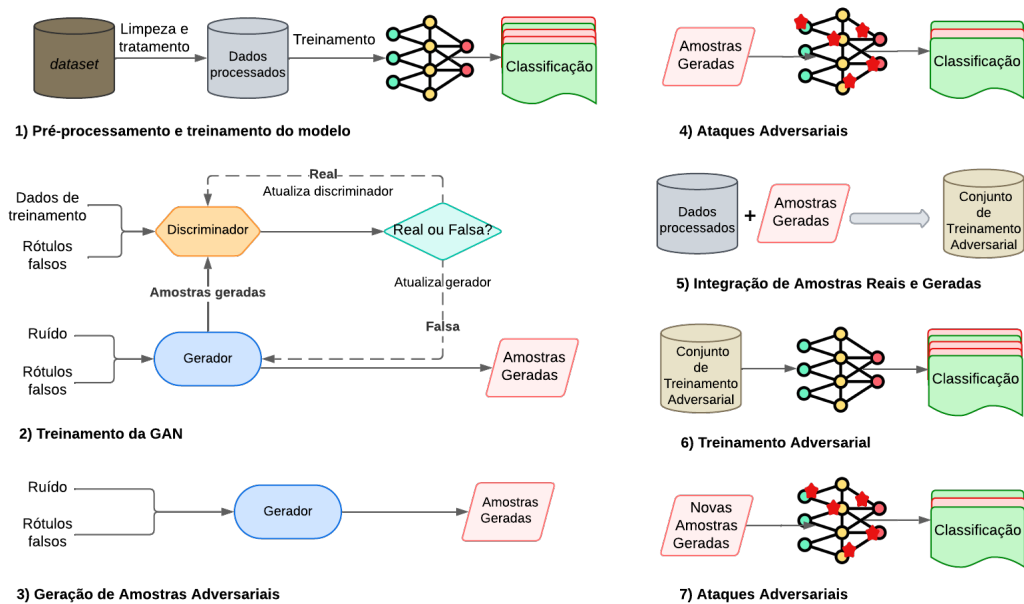 dataset
Limpeza e
tratamento
Dados
processados
Treinamento
Classificação
1) Pré-processamento e treinamento do modelo
Real
Atualiza discriminador
Dados de
treinamento
Rótulos
falsos
Discriminador
Real ou Falsa?
Amostras geradas
Atualiza gerador
Falsa
Ruído
Rótulos
falsos
Gerador
Amostras
Geradas
2) Treinamento da GAN
Ruído
Rótulos
falsos
Gerador
Amostras
Geradas
3) Geração de Amostras Adversariais
Amostras
Geradas
Classificação
4) Ataques Adversariais
Dados
processados
+
Amostras
Geradas
Conjunto
de
Treinamento
Adversarial
5) Integração de Amostras Reais e Geradas
Conjunto
de
Treinamento
Adversarial
Classificação
6) Treinamento Adversarial
Novas
Amostras
Geradas
Classificação
7) Ataques Adversariais